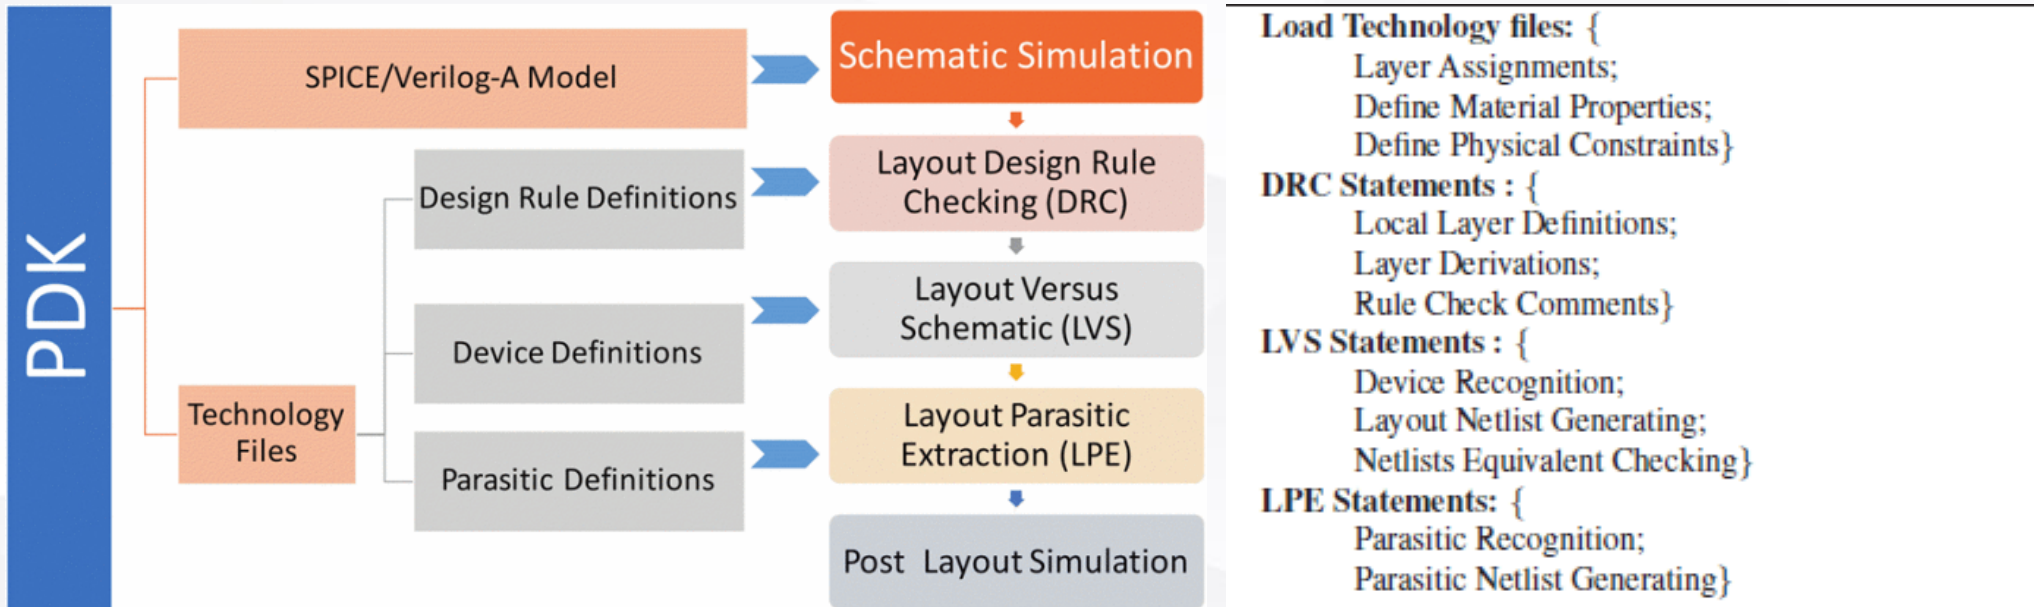 PDK
SPICE/Verilog-A Model
Technology
Files
Design Rule Definitions
Device Definitions
Parasitic Definitions
Schematic Simulation
Layout Design Rule
Checking (DRC)
Layout Versus
Schematic (LVS)
Layout Parasitic
Extraction (LPE)
Post Layout Simulation
Load Technology files: {
Layer Assignments;
Define Material Properties;
Define Physical Constraints}
DRC Statements : {
Local Layer Definitions;
Layer Derivations;
Rule Check Comments}
LVS Statements : {
Device Recognition;
Layout Netlist Generating;
Netlists Equivalent Checking}
LPE Statements: {
Parasitic Recognition;
Parasitic Netlist Generating}